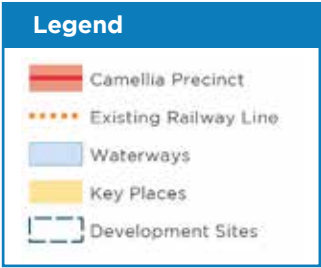 Legend
Camellia Precinct
Existing Railway Line
Waterways
Key Places
Development Sites